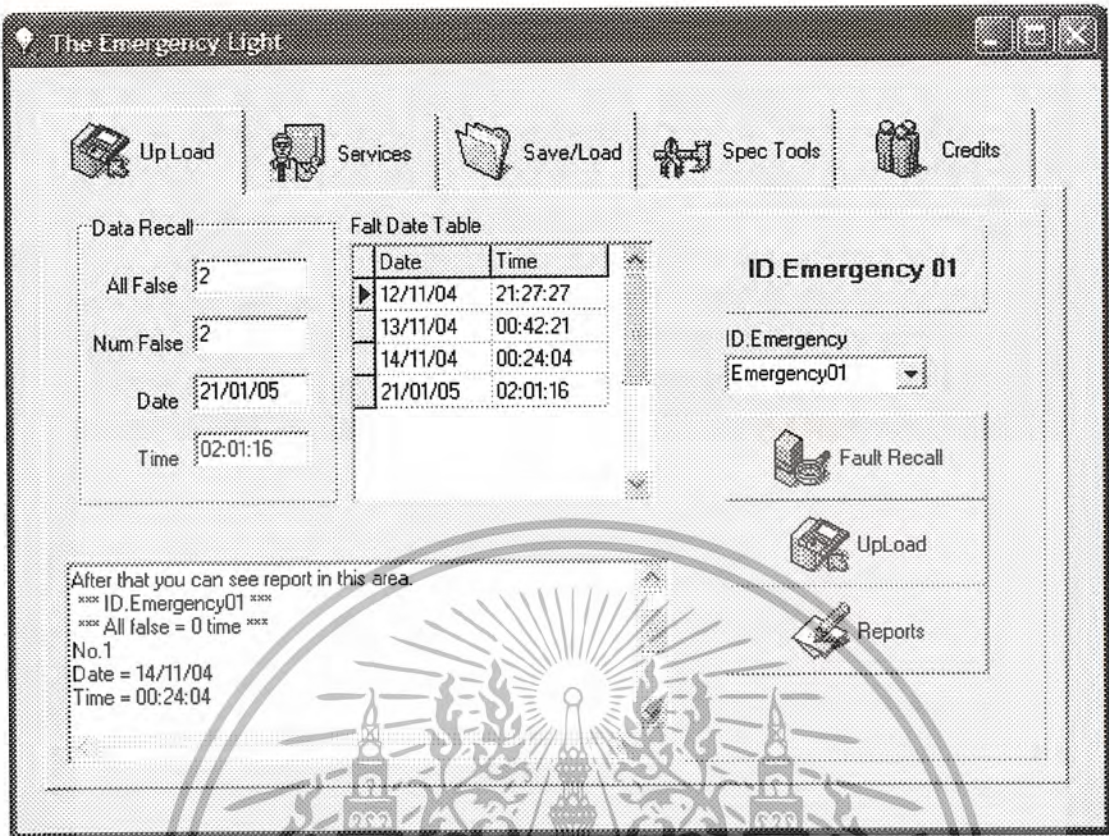 The Emergency Light
Up Load
Services
Save/Load
Spec Tools
Credits
Data Recall
All False 2
Num False 2
Date 21/01/05
Time 02:01:16
Falt Date Table
Date Time
12/11/04 21:27:27
13/11/04 00:42:21
14/11/04 00:24:04
21/01/05 02:01:16
ID.Emergency 01
ID.Emergency
Emergency01
Fault Recall
UpLoad
Reports
After that you can see report in this area.
*** ID.Emergency01 ***
*** All false = 0 time ***
No.1
Date = 14/11/04
Time = 00:24:04